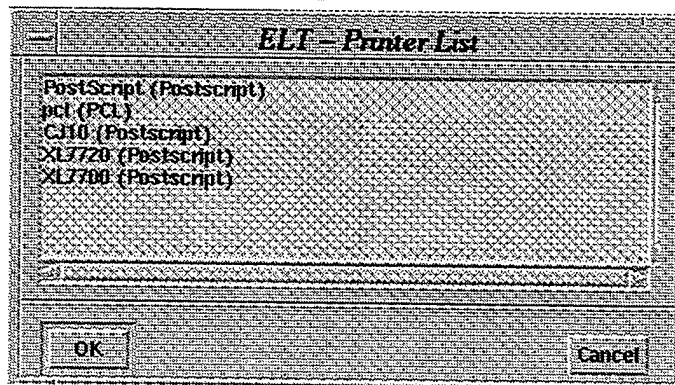 ELT – Printer List
PostScript (Postscript)
pcl (PCL)
CJ10 (Postscript)
XL7720 (Postscript)
XL7700 (Postscript)
OK
Cancel